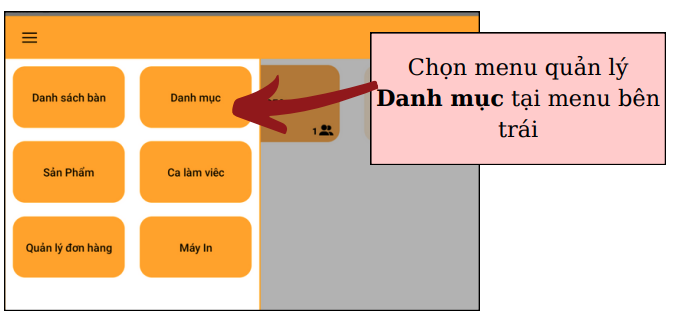 Danh sách bàn
Danh mục
Sản Phẩm
Ca làm viêc
Quản lý đơn hàng
Máy In
1
Chọn menu quản lý
Danh mục tại menu bên
trái